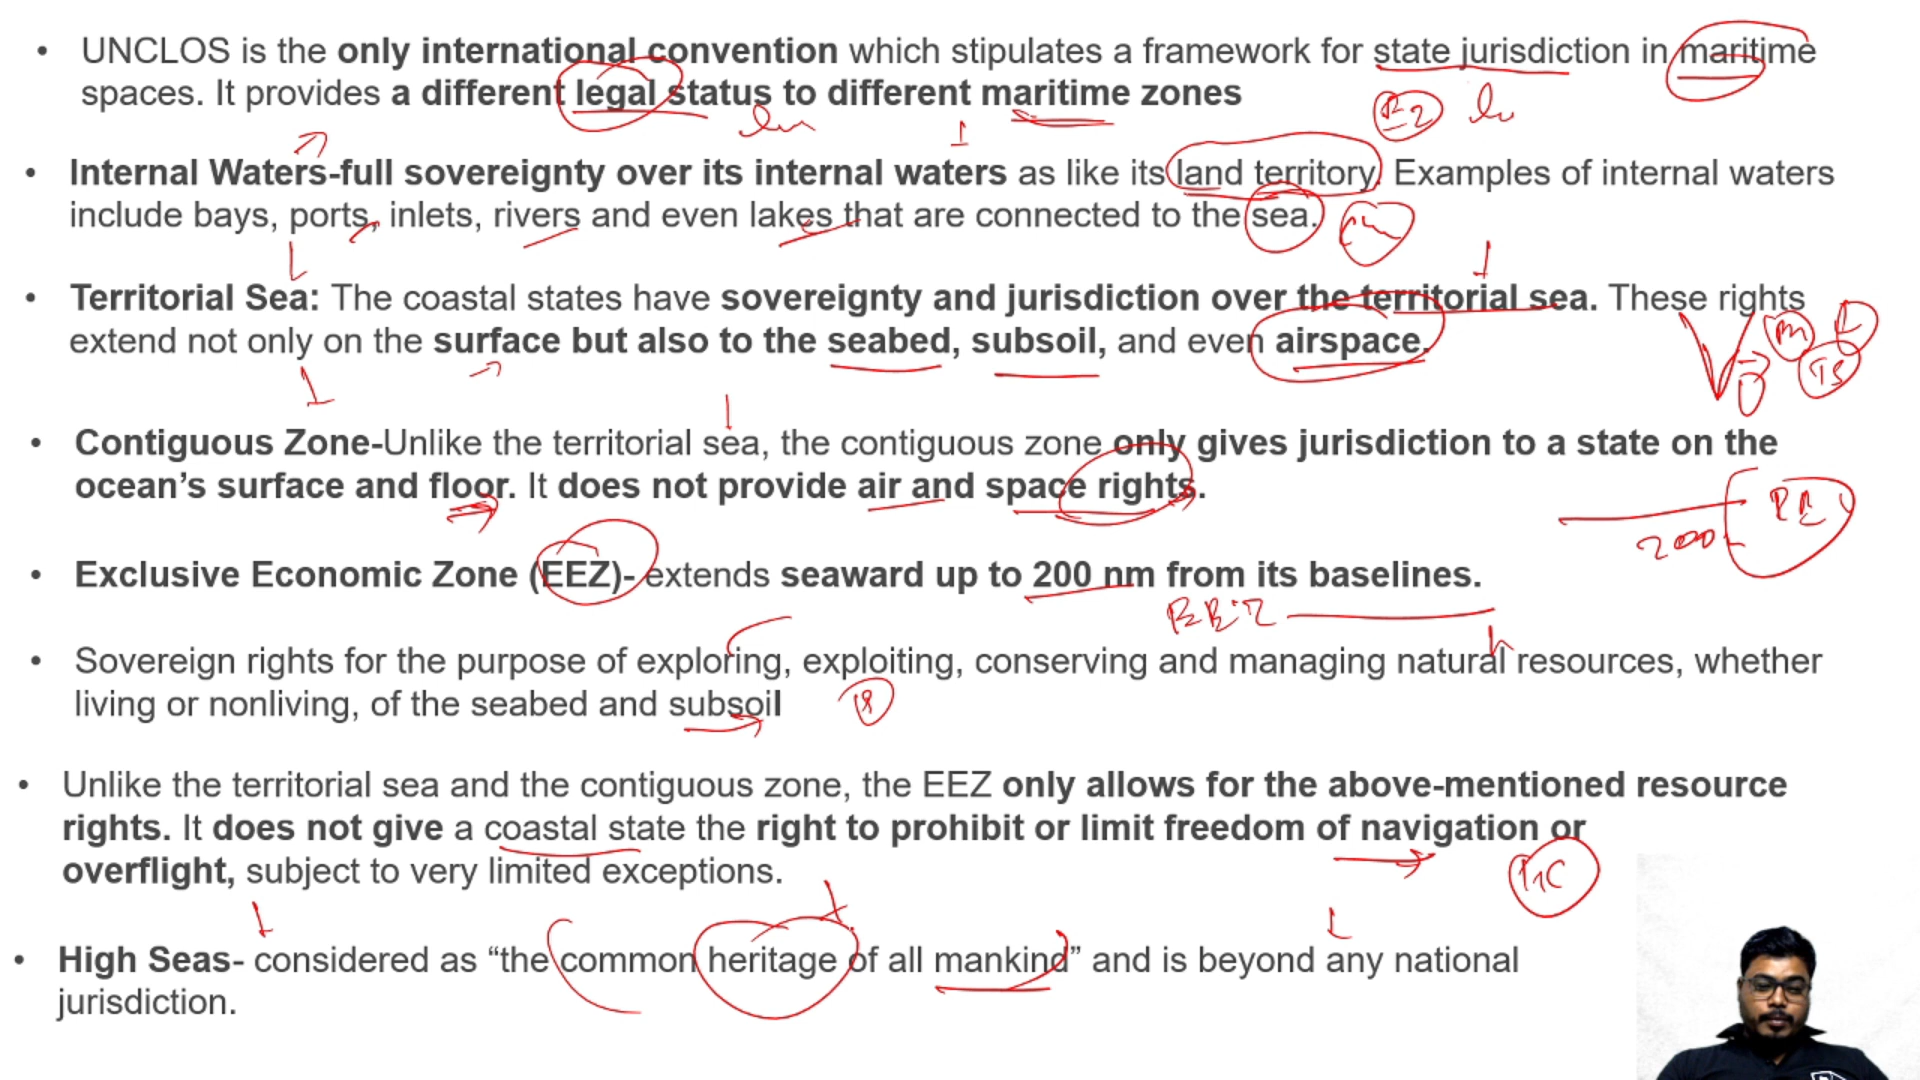 • UNCLOS is the only international convention which stipulates a framework for state jurisdiction in maritime
spaces. It provides a different legal status to different maritime zones
• Internal Waters-full sovereignty over its internal waters as like its land territory. Examples of internal waters
include bays, ports, inlets, rivers and even lakes that are connected to the sea.
• Territorial Sea: The coastal states have sovereignty and jurisdiction over the territorial sea. These rights
extend not only on the surface but also to the seabed, subsoil, and even airspace.
• Contiguous Zone-Unlike the territorial sea, the contiguous zone only gives jurisdiction to a state on the
ocean’s surface and floor. It does not provide air and space rights.
200
• Exclusive Economic Zone (EEZ)- extends seaward up to 200 nm from its baselines.
• Sovereign rights for the purpose of exploring, exploiting, conserving and managing natural resources, whether
living or nonliving, of the seabed and subsoil
• Unlike the territorial sea and the contiguous zone, the EEZ only allows for the above-mentioned resource
rights. It does not give a coastal state the right to prohibit or limit freedom of navigation or
overflight, subject to very limited exceptions.
• High Seas- considered as “the common heritage of all mankind” and is beyond any national
jurisdiction.